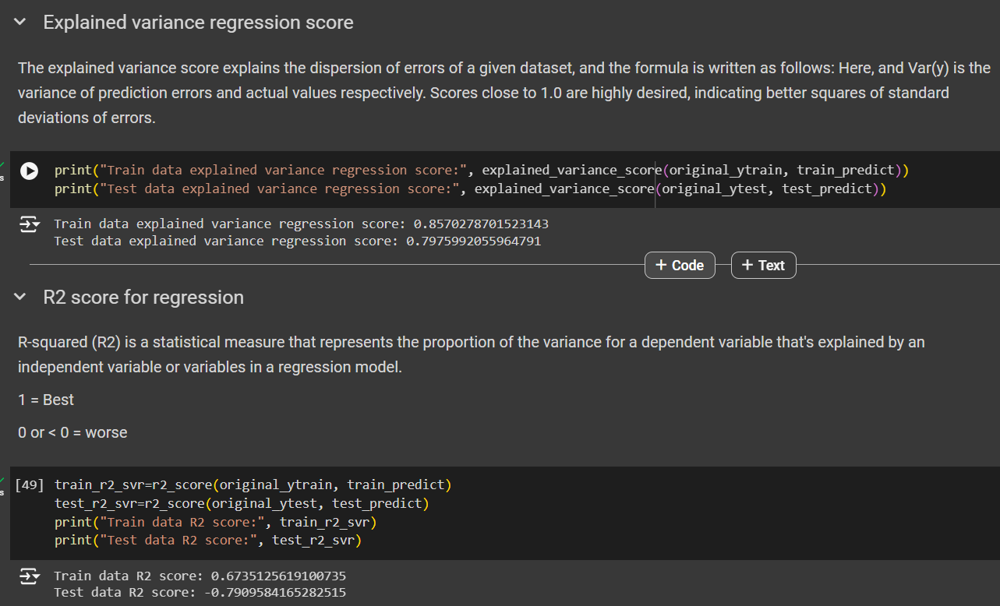 Explained variance regression score
The explained variance score explains the dispersion of errors of a given dataset, and the formula is written as follows: Here, and Var(y) is the
variance of prediction errors and actual values respectively. Scores close to 1.0 are highly desired, indicating better squares of standard
deviations of errors.
print("Train data explained variance regression score:", explained_variance_score(original_ytrain, train_predict))
s
print("Test data explained variance regression score:", explained_variance_score(original_ytest, test_predict))
Train data explained variance regression score: 0.8570278701523143
Test data explained variance regression score: 0.7975992055964791
+ Code + Text
R2 score for regression
R-squared (R2) is a statistical measure that represents the proportion of the variance for a dependent variable that's explained by an
independent variable or variables in a regression model.
1 = Best
0 or < 0 = worse
[49] train_r2_svr=r2_score(original_ytrain, train_predict)
s
test_r2_svr=r2_score(original_ytest, test_predict)
print("Train data R2 score:", train_r2_svr)
print("Test data R2 score:", test_r2_svr)
Train data R2 score: 0.6735125619100735
Test data R2 score: -0.7909584165282515